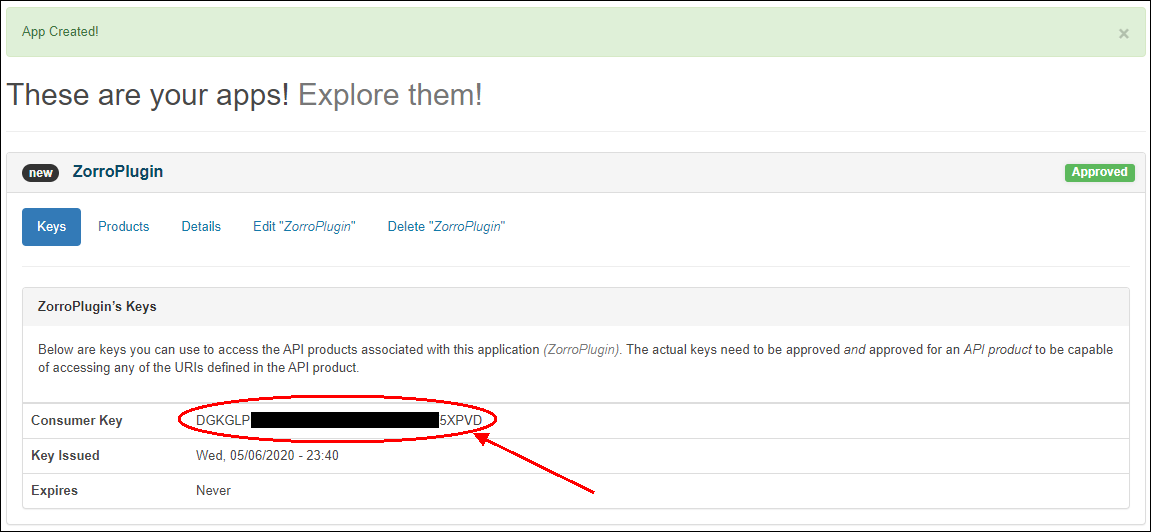 App Created!
×
These are your apps! Explore them!
new ZorroPlugin Approved
Keys Products Details Edit "ZorroPlugin" Delete "ZorroPlugin"
ZorroPlugin's Keys
Below are keys you can use to access the API products associated with this application (ZorroPlugin). The actual keys need to be approved and approved for an API product to be capable
of accessing any of the URIs defined in the API product.
Consumer Key DGKGLP 5XPVD
Key Issued Wed, 05/06/2020 - 23:40
Expires Never